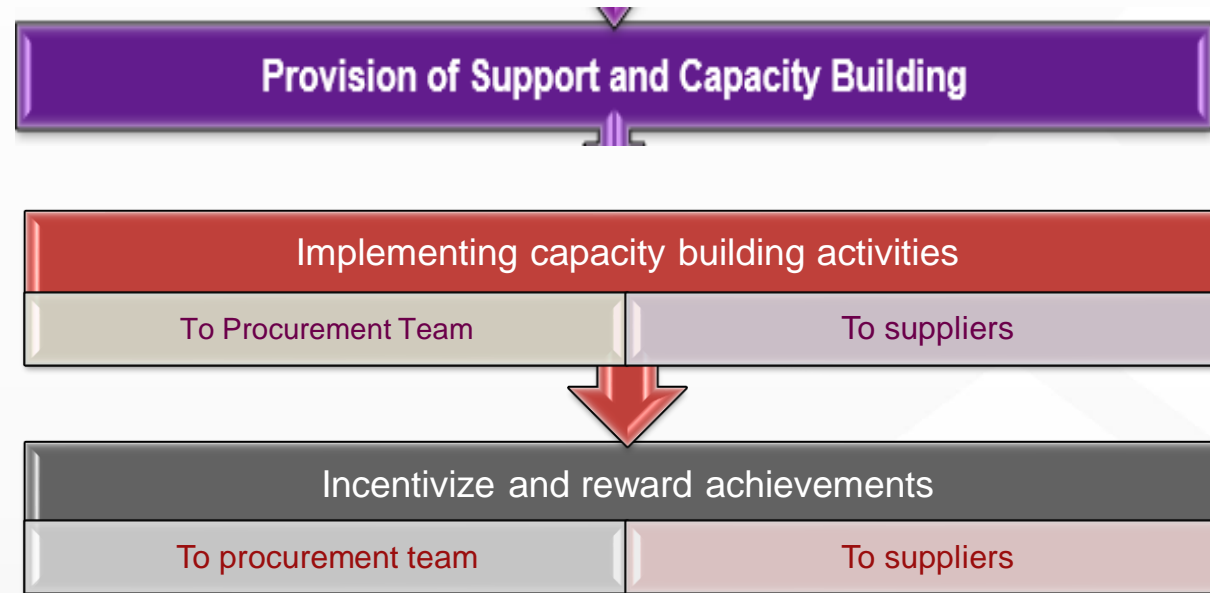 Provision of Support and Capacity Building
Implementing capacity building activities
To Procurement Team
To suppliers
Incentivize and reward achievements
To procurement team
To suppliers